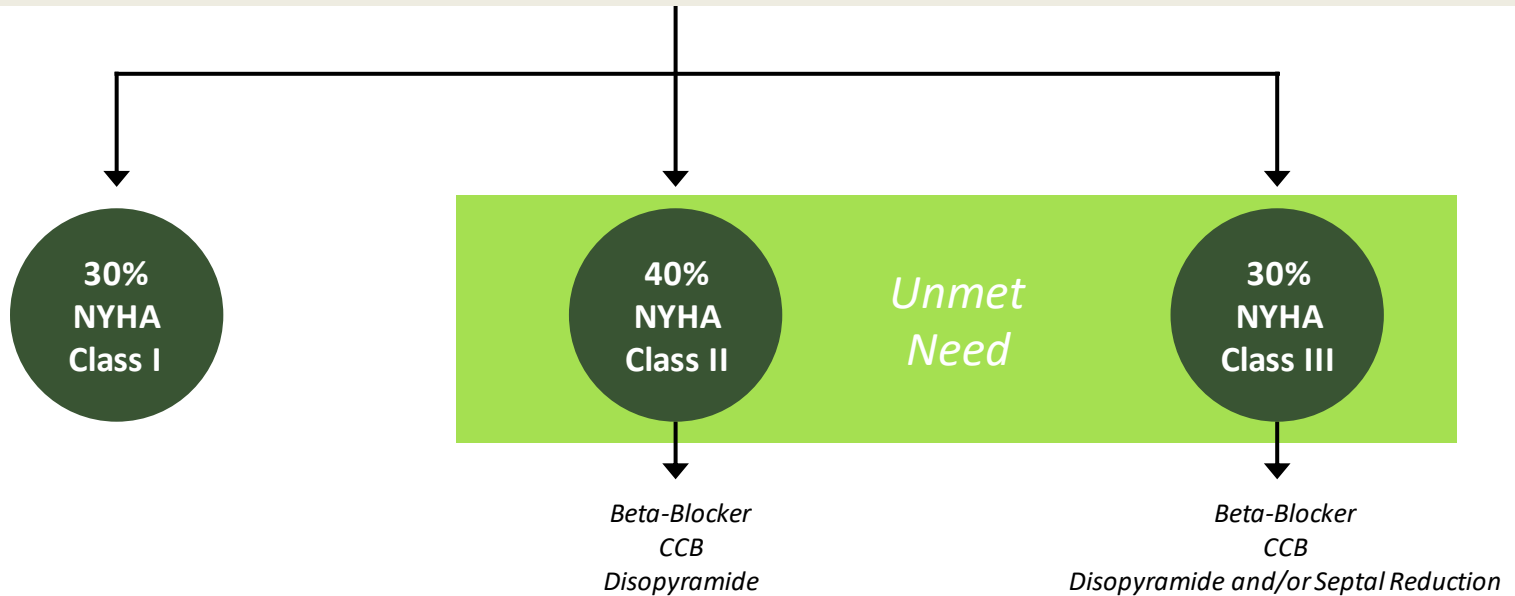 30%
NYHA
Class I
40%
NYHA
Class II
Unmet
Need
30%
NYHA
Class III
Beta-Blocker
CCB
Disopyramide
Beta-Blocker
CCB
Disopyramide and/or Septal Reduction